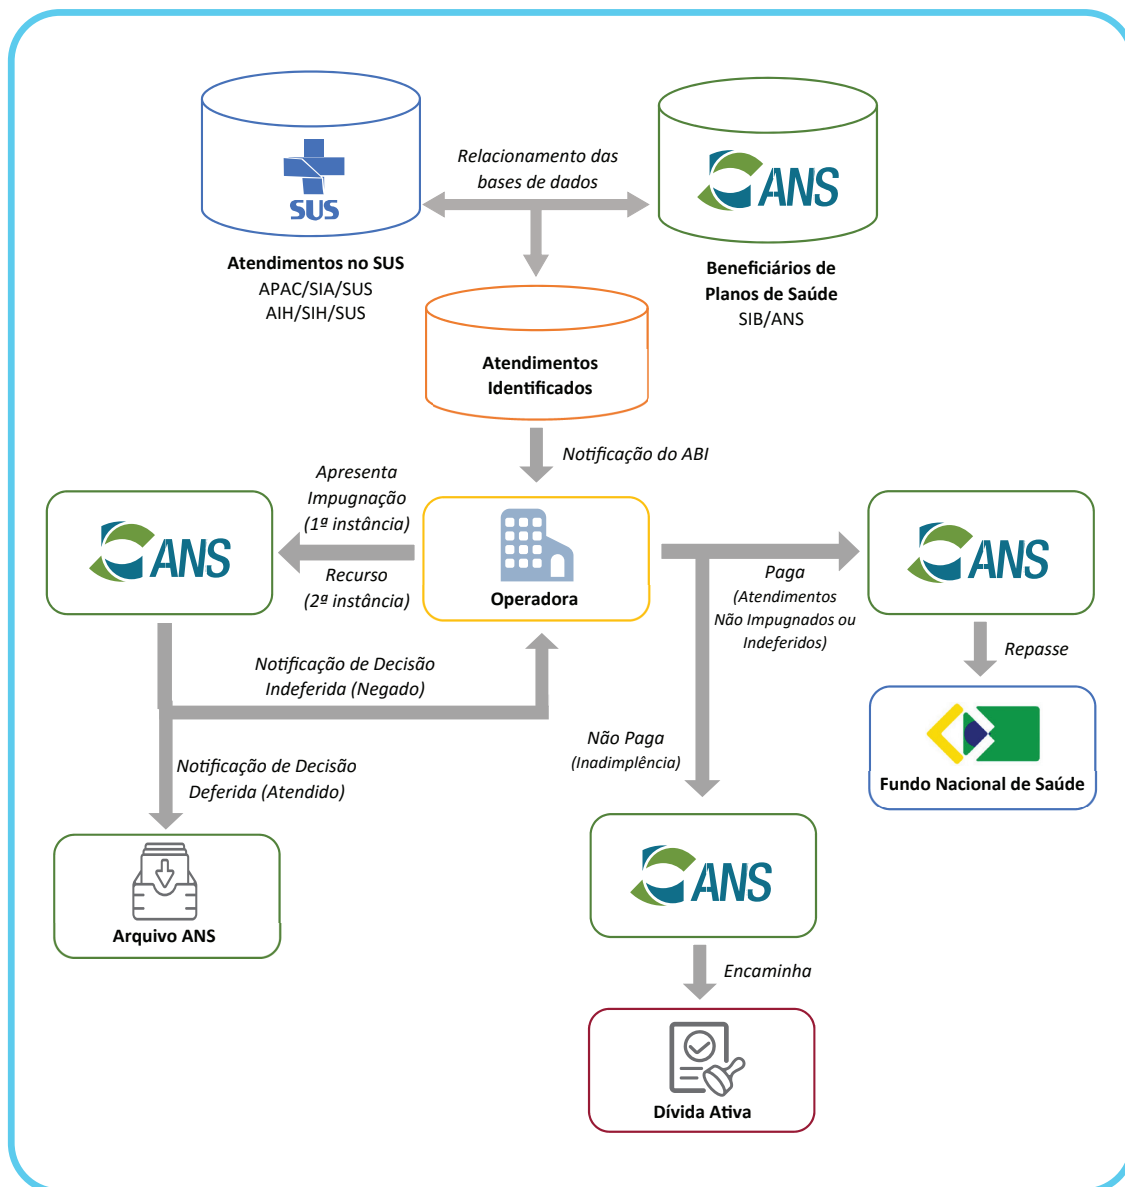 Relacionamento das
bases de dados
SUS
ANS
Atendimentos no SUS
APAC/SIA/SUS
AIH/SIH/SUS
Beneficiários de
Planos de Saúde
SIB/ANS
Atendimentos
Identificados
Notificação do ABI
Apresenta
Impugnação
(1ª instância)
Recurso
(2ª instância)
ANS
Operadora
ANS
Paga
(Atendimentos
Não Impugnados ou
Indeferidos)
Repasse
Notificação de Decisão
Indeferida (Negado)
Não Paga
(Inadimplência)
Fundo Nacional de Saúde
Notificação de Decisão
Deferida (Atendido)
ANS
Arquivo ANS
Encaminha
Dívida Ativa